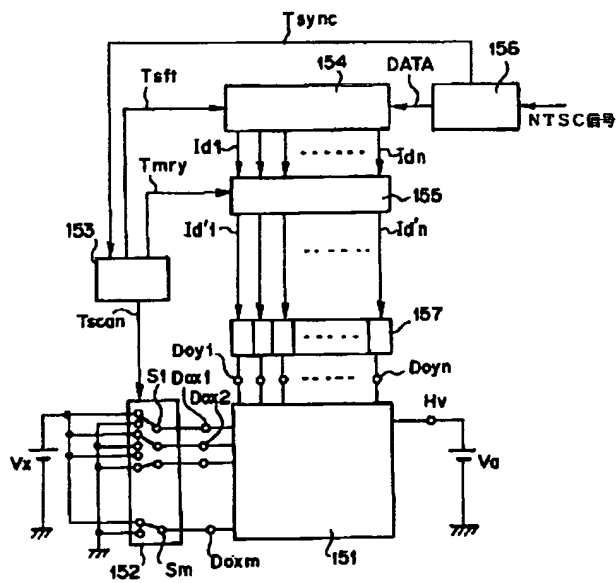 Tsync
154
156
Tsft
DATA
NTSC信号
Id1
Idn
Tmry
155
153
Id'1
Id'n
Tscan
157
Doy1
Doyn
S1
Dox1
Dox2
Hv
Vx
Va
152
Sm
Doxm
151